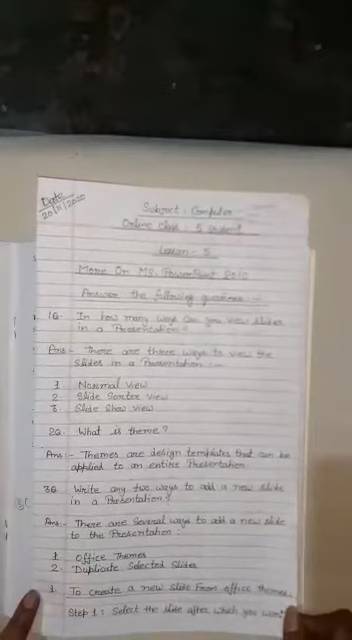 Date
20/11/2020
Subject : Computer
Online class : 5 student
Lesson - 5
More On MS. PowerPoint 2010
Answer the following questions :-
1Q. In how many ways can you view slides
in a Presentation?
Ans:- There are three ways to view the
slides in a Presentation :-
1 Normal View
2. Slide Sorter View
3 Slide Show view
2Q. What is theme?
Ans:- Themes are design templates that can be
applied to an entire Presentation.
3Q Write any two ways to add a new slide
in a Presentation?
Ans:- There are Several ways to add a new slide
to the Presentation :
1. Office Themes
2. Duplicate Selected Slides
1. To create a new slide From office themes.
Step 1 : Select the slide after which you want